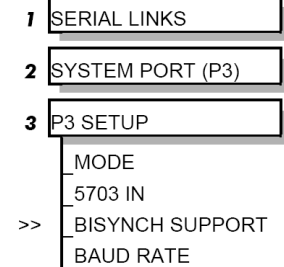 1 SERIAL LINKS
2 SYSTEM PORT (P3)
3 P3 SETUP
MODE
5703 IN
>> BISYNCH SUPPORT
BAUD RATE